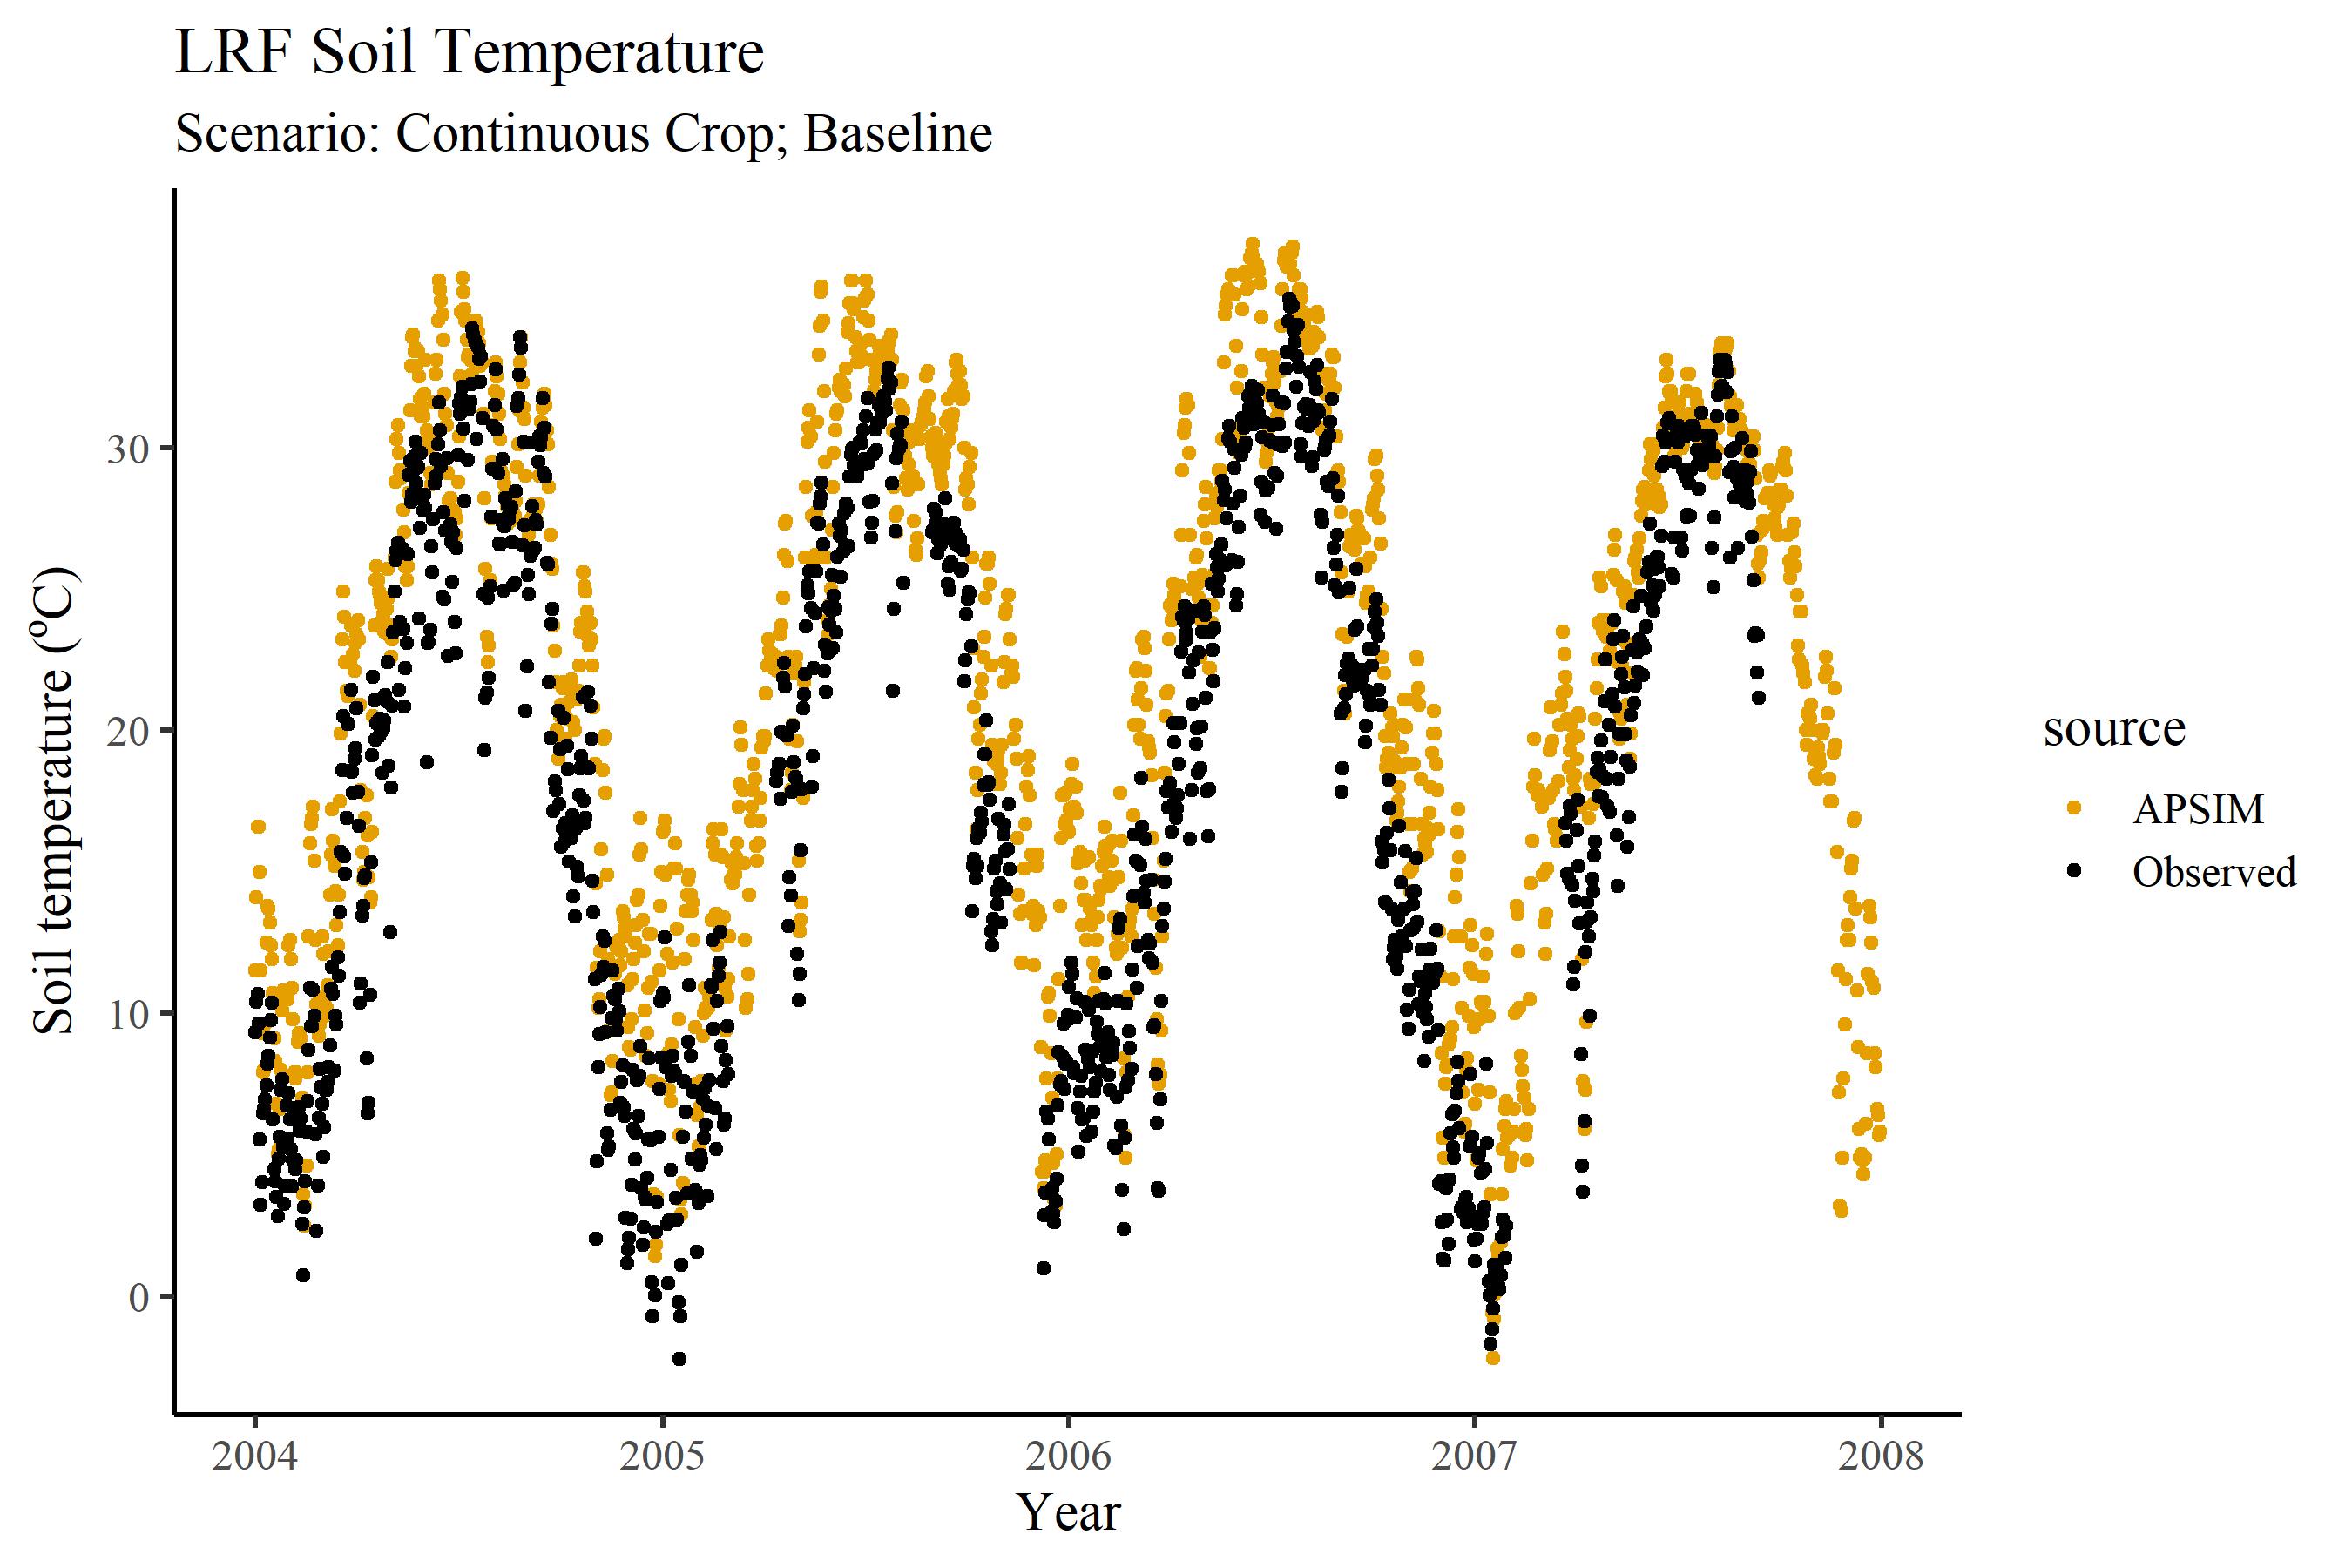 LRF Soil Temperature
Scenario: Continuous Crop; Baseline
Soil temperature (ºC)
30
20
10
0
2004
2005
2006
2007
2008
Year
source
APSIM
Observed